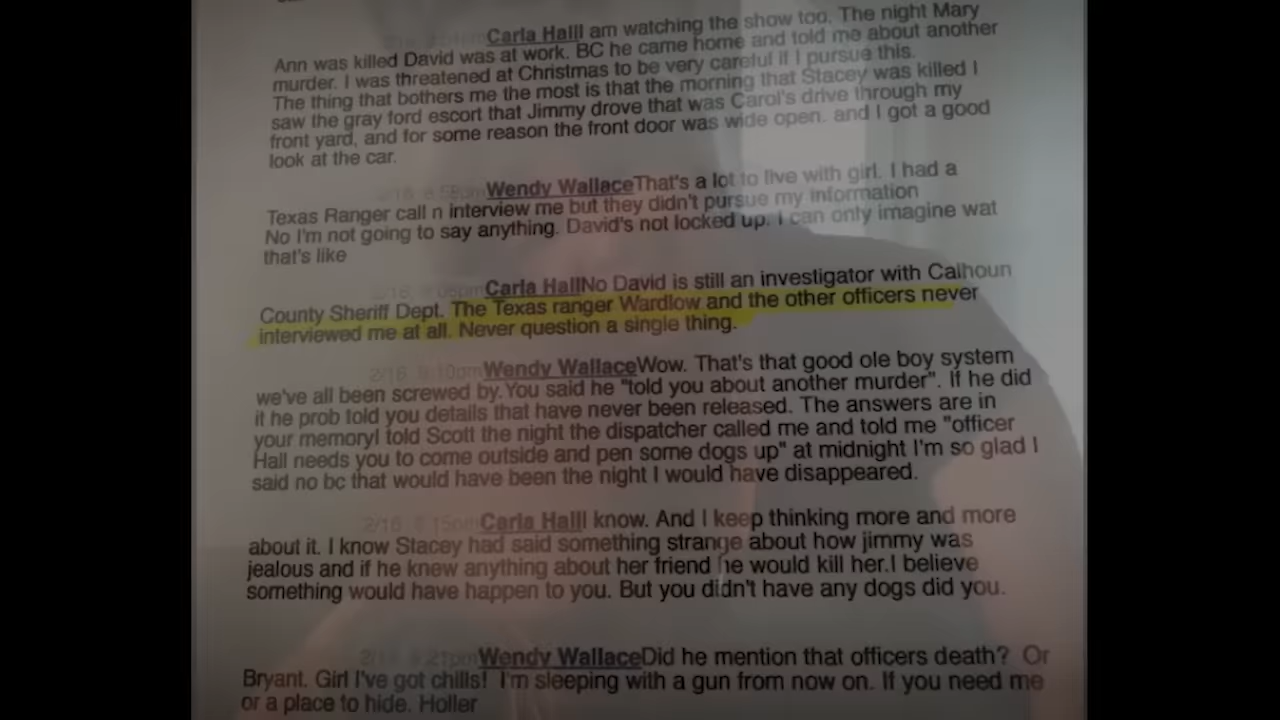 Carla HallI am watching the show too. The night Mary
Ann was killed David was at work. BC he came home and told me about another
murder. I was threatened at Christmas to be very careful if I pursue this.
The thing that bothers me the most is that the morning that Stacey was killed I
saw the gray ford escort that Jimmy drove that was Carol's drive through my
front yard, and for some reason the front door was wide open. and I got a good
look at the car.
8:58pmWendy WallaceThat's a lot to live with girl. I had a
Texas Ranger call n interview me but they didn't pursue my information
No I'm not going to say anything. David's not locked up. I can only imagine wat
that's like
Carla HallNo David is still an investigator with Calhoun
County Sheriff Dept. The Texas ranger Wardlow and the other officers never
interviewed me at all. Never question a single thing.
2/16, 9:10pmWendy WallaceWow. That's that good ole boy system
we've all been screwed by.You said he "told you about another murder". If he did
it he prob told you details that have never been released. The answers are in
your memoryI told Scott the night the dispatcher called me and told me "officer
Hall needs you to come outside and pen some dogs up" at midnight I'm so glad I
said no bc that would have been the night I would have disappeared.
2/16, 9:15pmCarla HallI know. And I keep thinking more and more
about it. I know Stacey had said something strange about how jimmy was
jealous and if he knew anything about her friend he would kill her.I believe
something would have happen to you. But you didn't have any dogs did you.
9:21pmWendy WallaceDid he mention that officers death? Or
Bryant. Girl I've got chills! I'm sleeping with a gun from now on. If you need me
or a place to hide. Holler